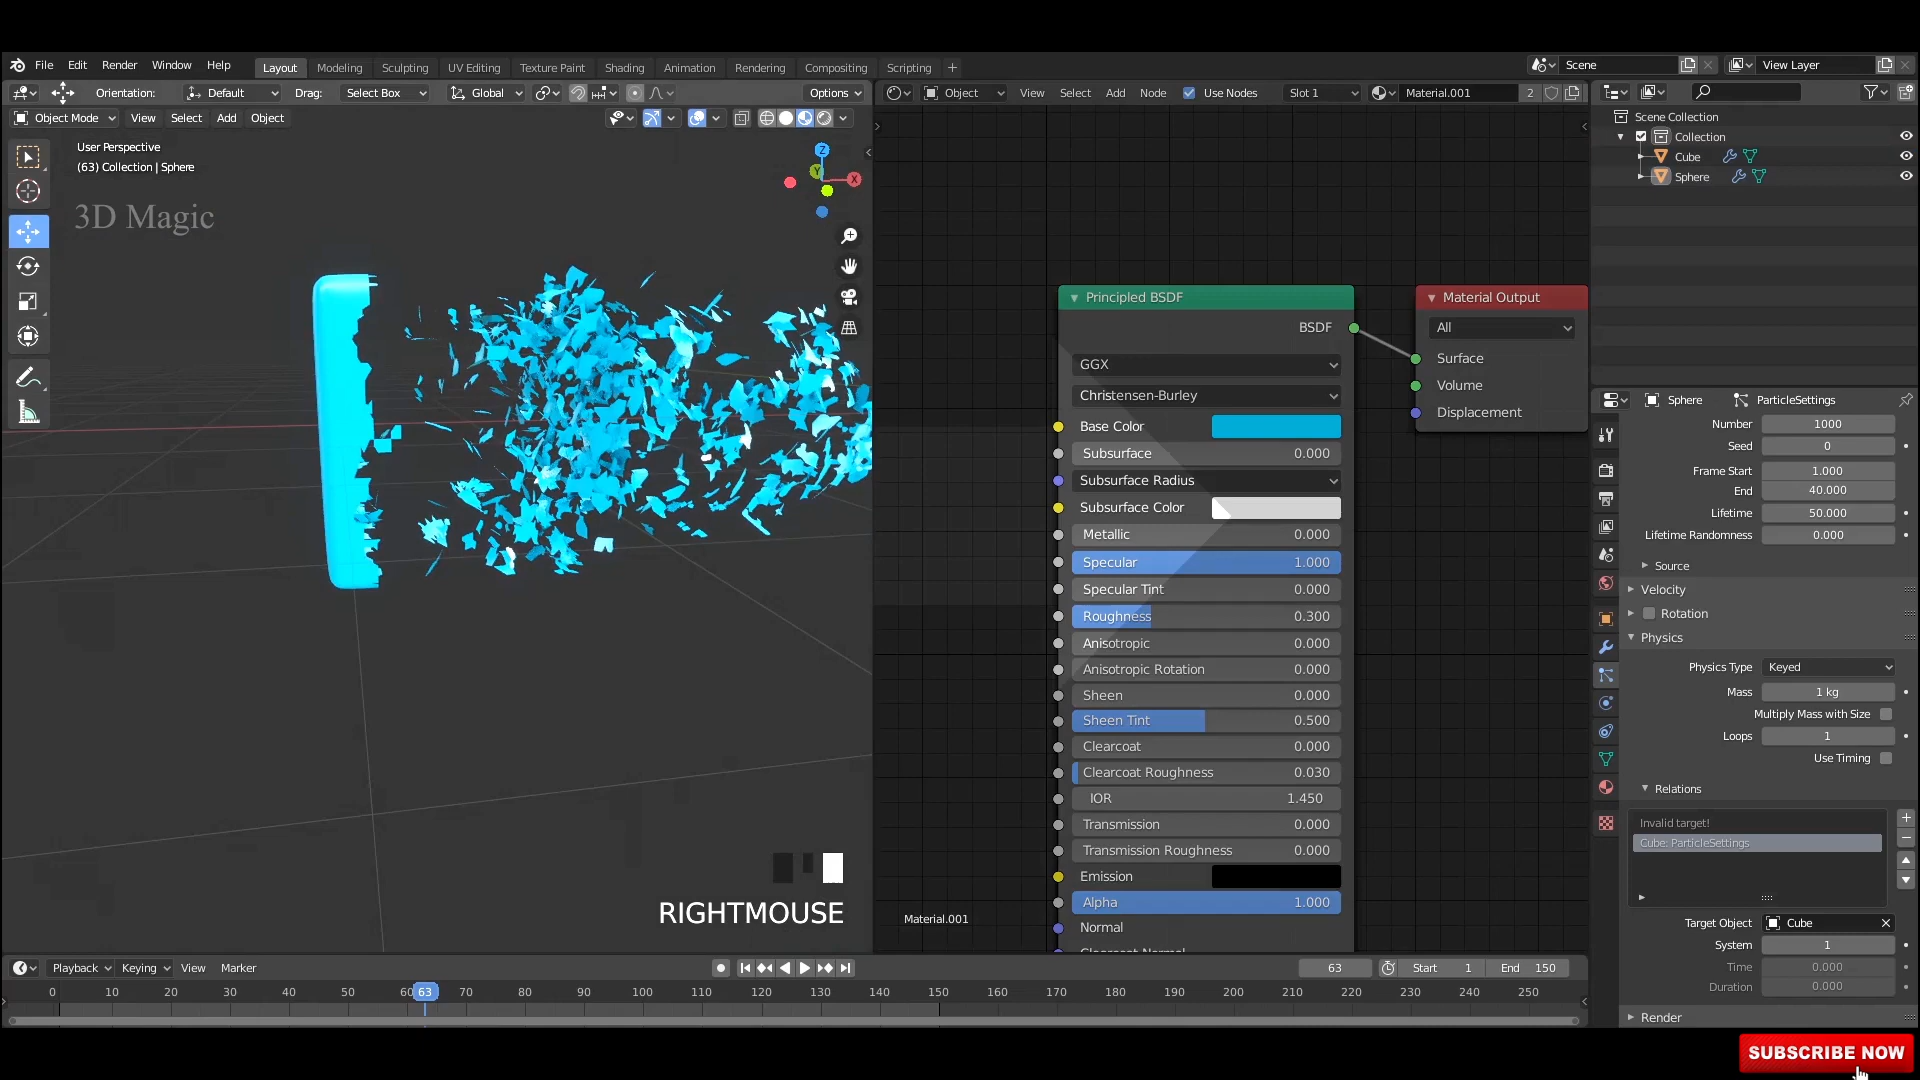 File Edit Render Window Help Layout Modeling Sculpting UV Editing Texture Paint Shading Animation Rendering Compositing Scripting + Scene View Layer
Orientation: Default Drag: Select Box Global Options
Object View Select Add Node Use Nodes Slot 1 Material.001 2
Object Mode View Select Add Object
User Perspective
(63) Collection | Sphere
Z
Y
X
3D Magic
RIGHTMOUSE
Principled BSDF
BSDF
GGX
Christensen-Burley
Base Color
Subsurface 0.000
Subsurface Radius
Subsurface Color
Metallic 0.000
Specular 1.000
Specular Tint 0.000
Roughness 0.300
Anisotropic 0.000
Anisotropic Rotation 0.000
Sheen 0.000
Sheen Tint 0.500
Clearcoat 0.000
Clearcoat Roughness 0.030
IOR 1.450
Transmission 0.000
Transmission Roughness 0.000
Emission
Alpha 1.000
Normal
Clearcoat Normal
Material Output
All
Surface
Volume
Displacement
Material.001
Scene Collection
Collection
Cube
Sphere
Sphere ParticleSettings
Number 1000
Seed 0
Frame Start 1.000
End 40.000
Lifetime 50.000
Lifetime Randomness 0.000
Source
Velocity
Rotation
Physics
Physics Type Keyed
Mass 1 kg
Multiply Mass with Size
Loops 1
Use Timing
Relations
Invalid target!
Cube: ParticleSettings
Target Object Cube
System 1
Time 0.000
Duration 0.000
Render
Playback Keying View Marker 63 Start 1 End 150
0 10 20 30 40 50 60 63 70 80 90 100 110 120 130 140 150 160 170 180 190 200 210 220 230 240 250
SUBSCRIBE NOW